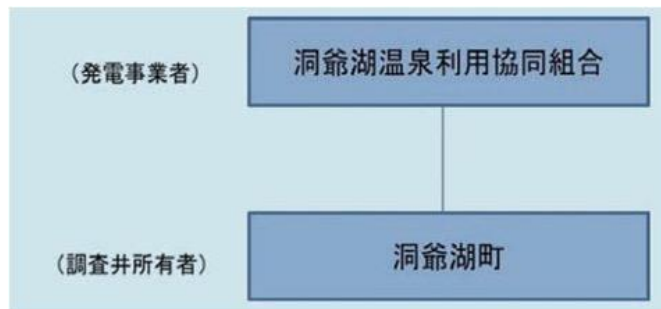 (発電事業者)
洞爺湖温泉利用協同組合
(調査井所有者)
洞爺湖町